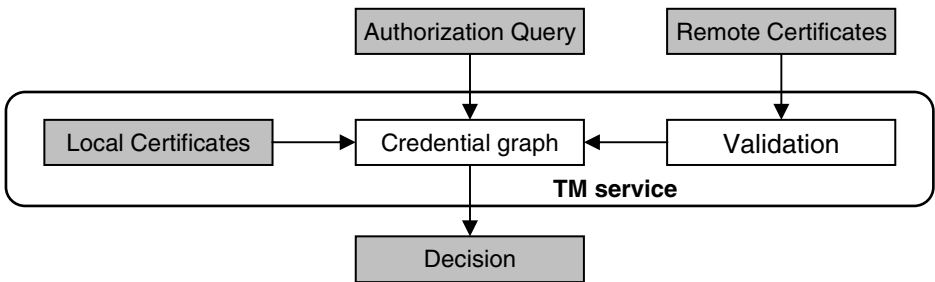 Authorization Query
Remote Certificates
Local Certificates
Credential graph
Validation
TM service
Decision